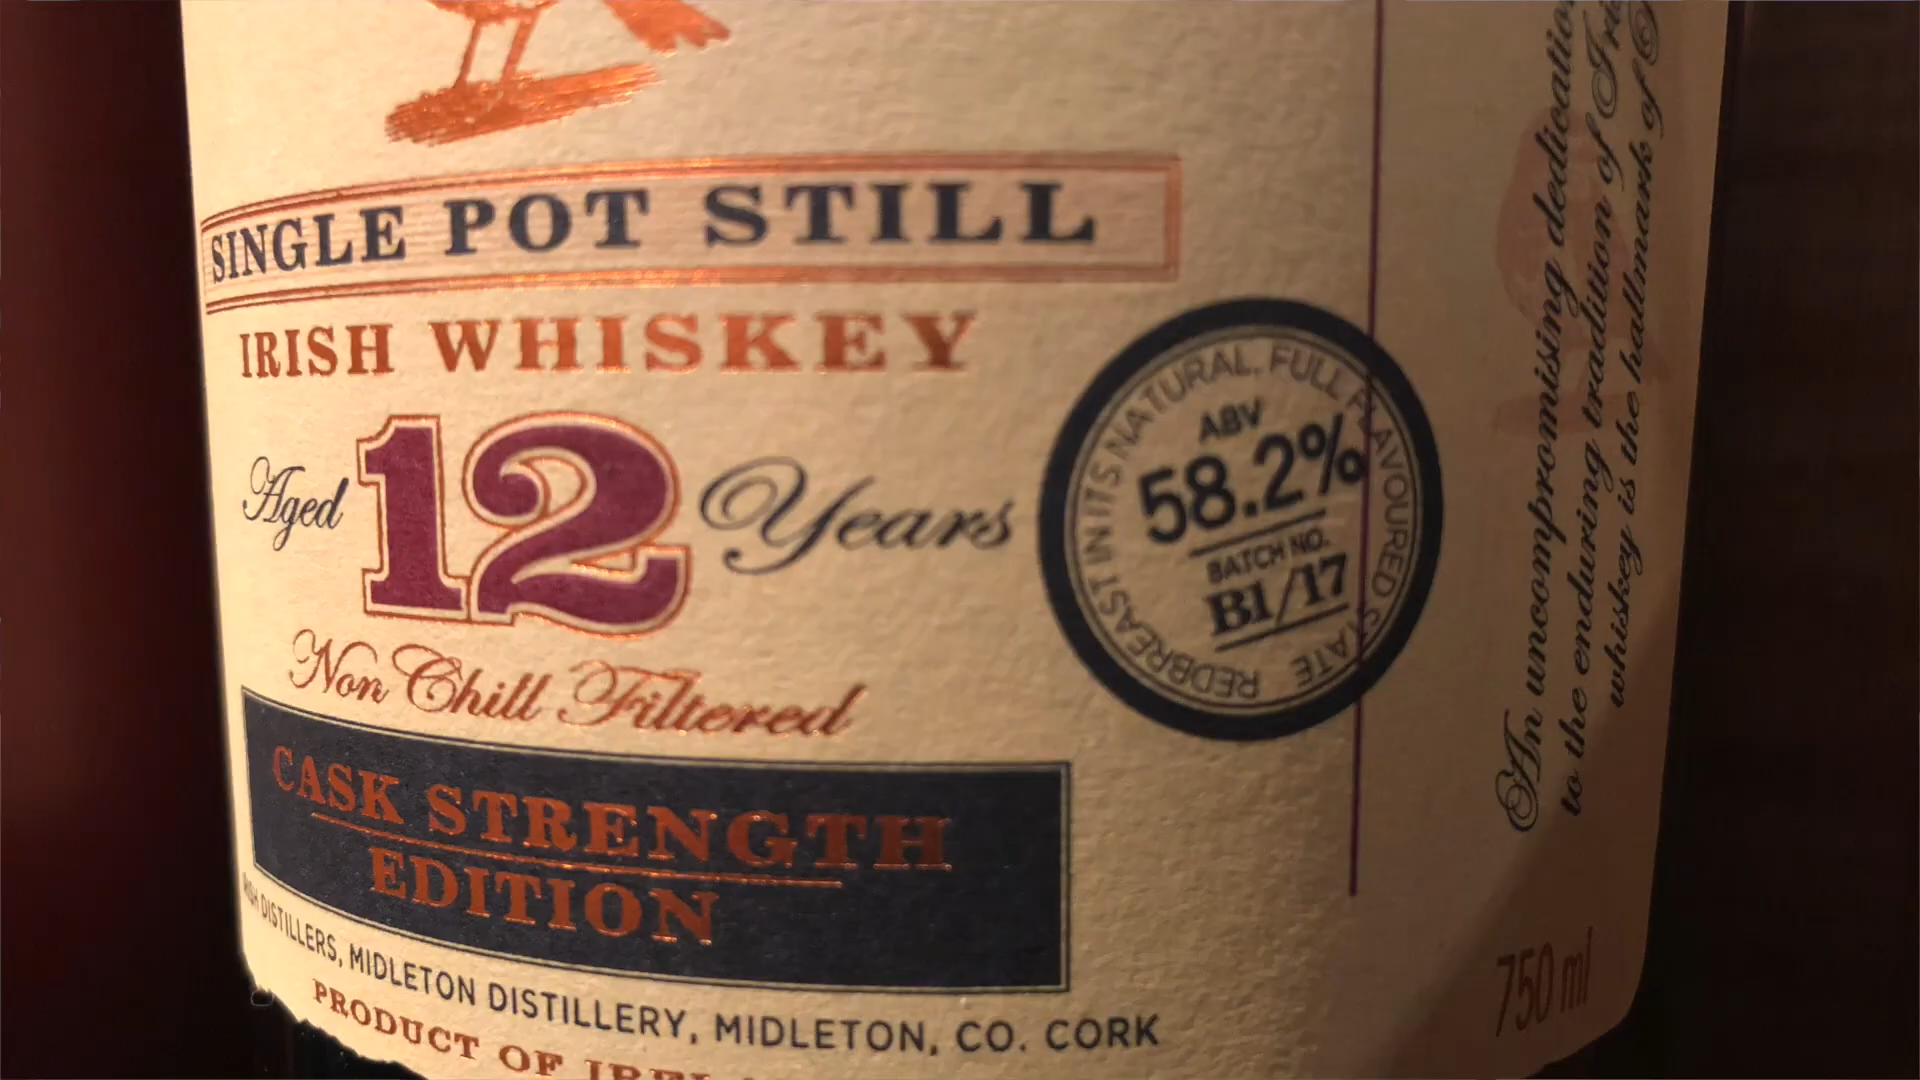 SINGLE POT STILL
IRISH WHISKEY
Aged 12 Years
Non Chill Filtered
CASK STRENGTH
EDITION
IRISH DISTILLERS, MIDLETON DISTILLERY, MIDLETON, CO. CORK
PRODUCT OF
REDBREAST IN ITS NATURAL, FULL FLAVOURED STATE
ABV
58.2%
BATCH NO.
B1/17
An uncompromising dedication
to the enduring tradition of
whiskey is the hallmark of
750 ml